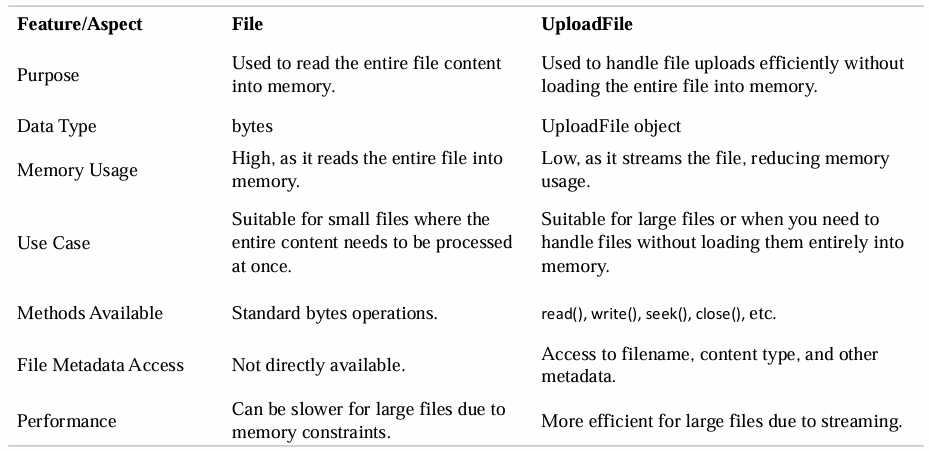 Feature/Aspect File UploadFile
Purpose Used to read the entire file content into memory. Used to handle file uploads efficiently without loading the entire file into memory.
Data Type bytes UploadFile object
Memory Usage High, as it reads the entire file into memory. Low, as it streams the file, reducing memory usage.
Use Case Suitable for small files where the entire content needs to be processed at once. Suitable for large files or when you need to handle files without loading them entirely into memory.
Methods Available Standard bytes operations. read(), write(), seek(), close(), etc.
File Metadata Access Not directly available. Access to filename, content type, and other metadata.
Performance Can be slower for large files due to memory constraints. More efficient for large files due to streaming.